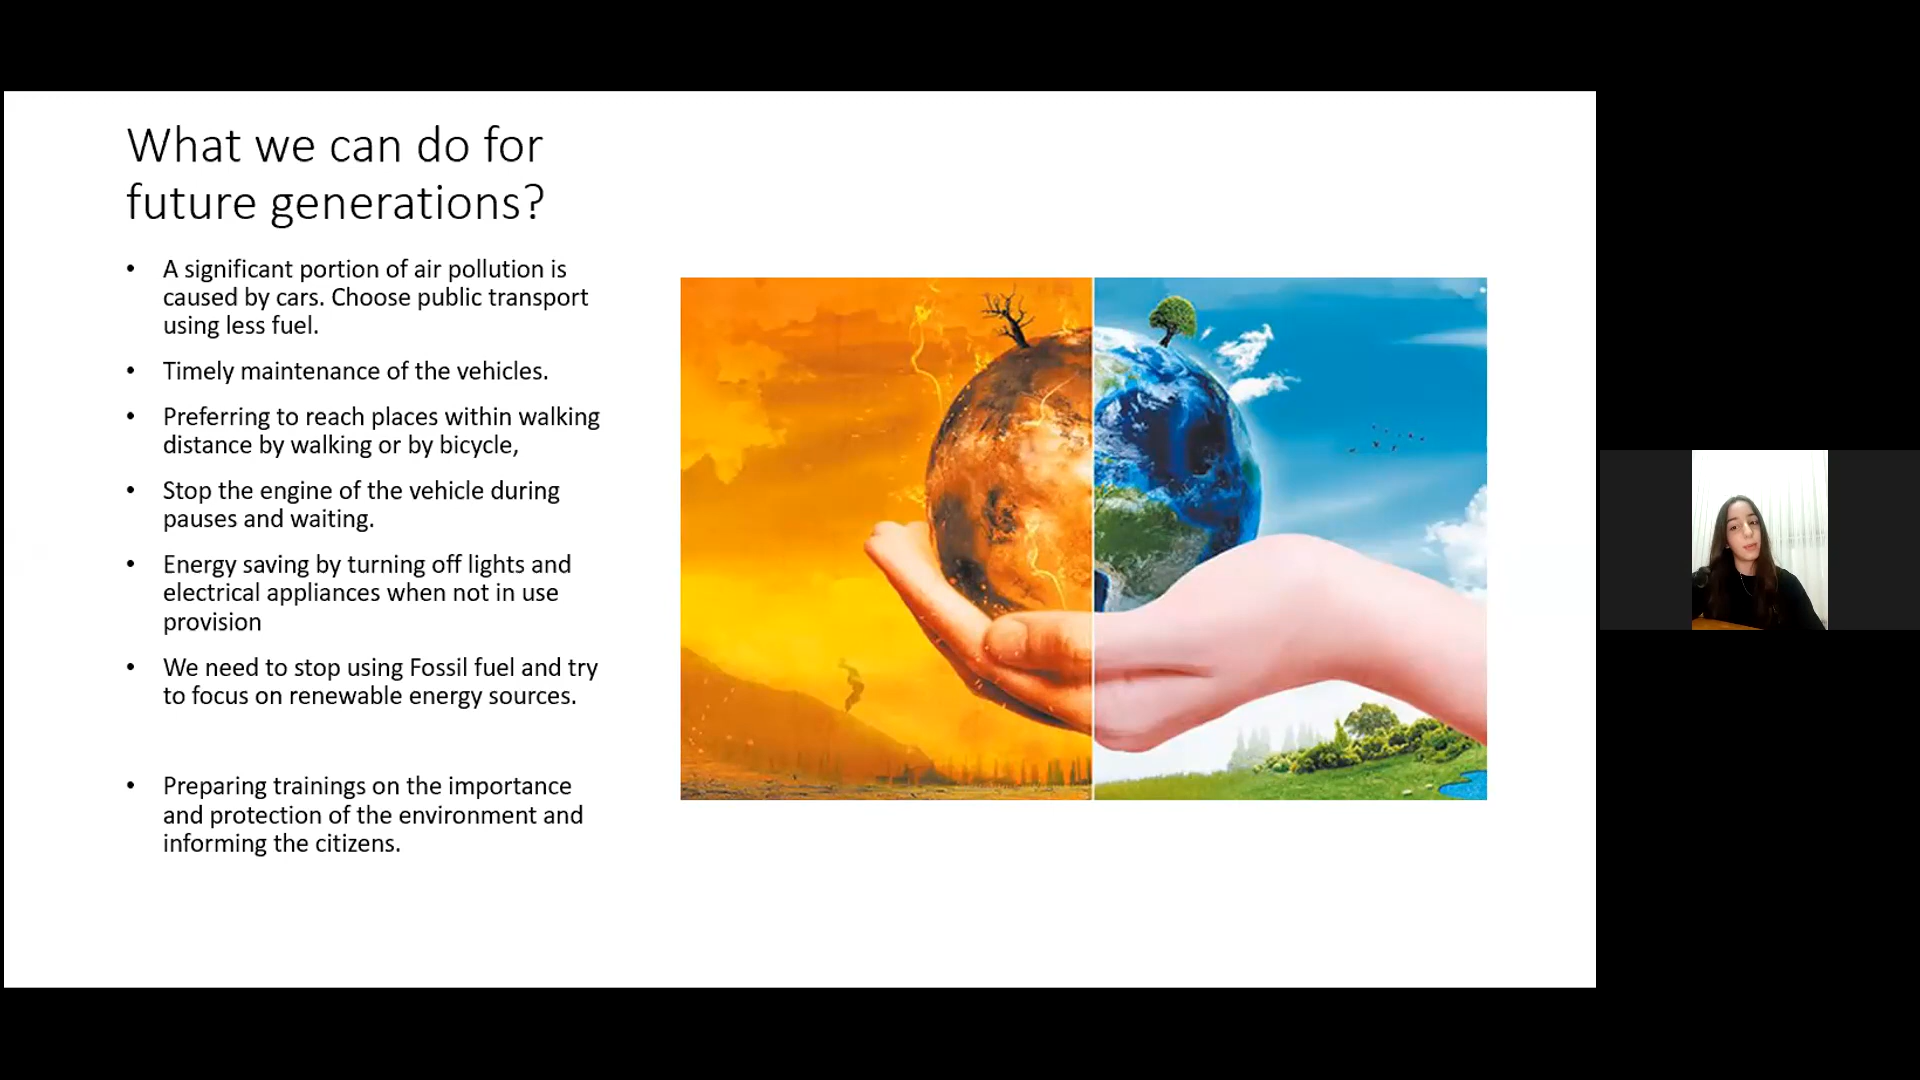 What we can do for
future generations?
• A significant portion of air pollution is
caused by cars. Choose public transport
using less fuel.
• Timely maintenance of the vehicles.
• Preferring to reach places within walking
distance by walking or by bicycle,
• Stop the engine of the vehicle during
pauses and waiting.
• Energy saving by turning off lights and
electrical appliances when not in use
provision
• We need to stop using Fossil fuel and try
to focus on renewable energy sources.
• Preparing trainings on the importance
and protection of the environment and
informing the citizens.